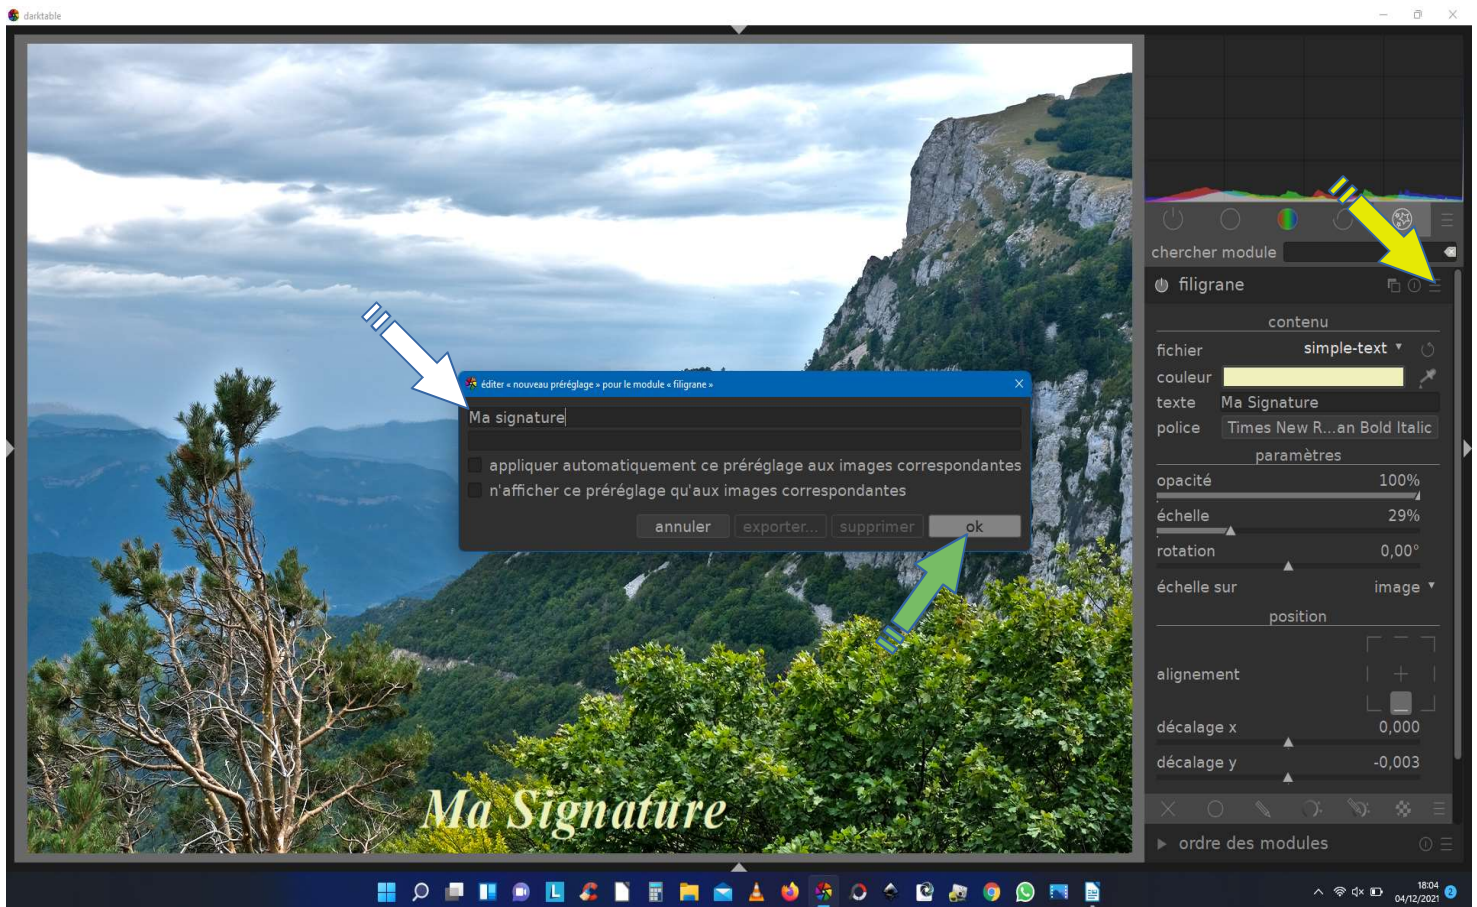 darktable
chercher module
filigrane
contenu
fichier simple-text
couleur
texte Ma Signature
police Times New R...an Bold Italic
paramètres
opacité 100%
échelle 29%
rotation 0,00°
échelle sur image
position
alignement
décalage x 0,000
décalage y -0,003
ordre des modules
éditer « nouveau préréglage » pour le module « filigrane »
Ma signature
appliquer automatiquement ce préréglage aux images correspondantes
n'afficher ce préréglage qu'aux images correspondantes
annuler exporter... supprimer ok
Ma Signature
18:04
04/12/2021
2